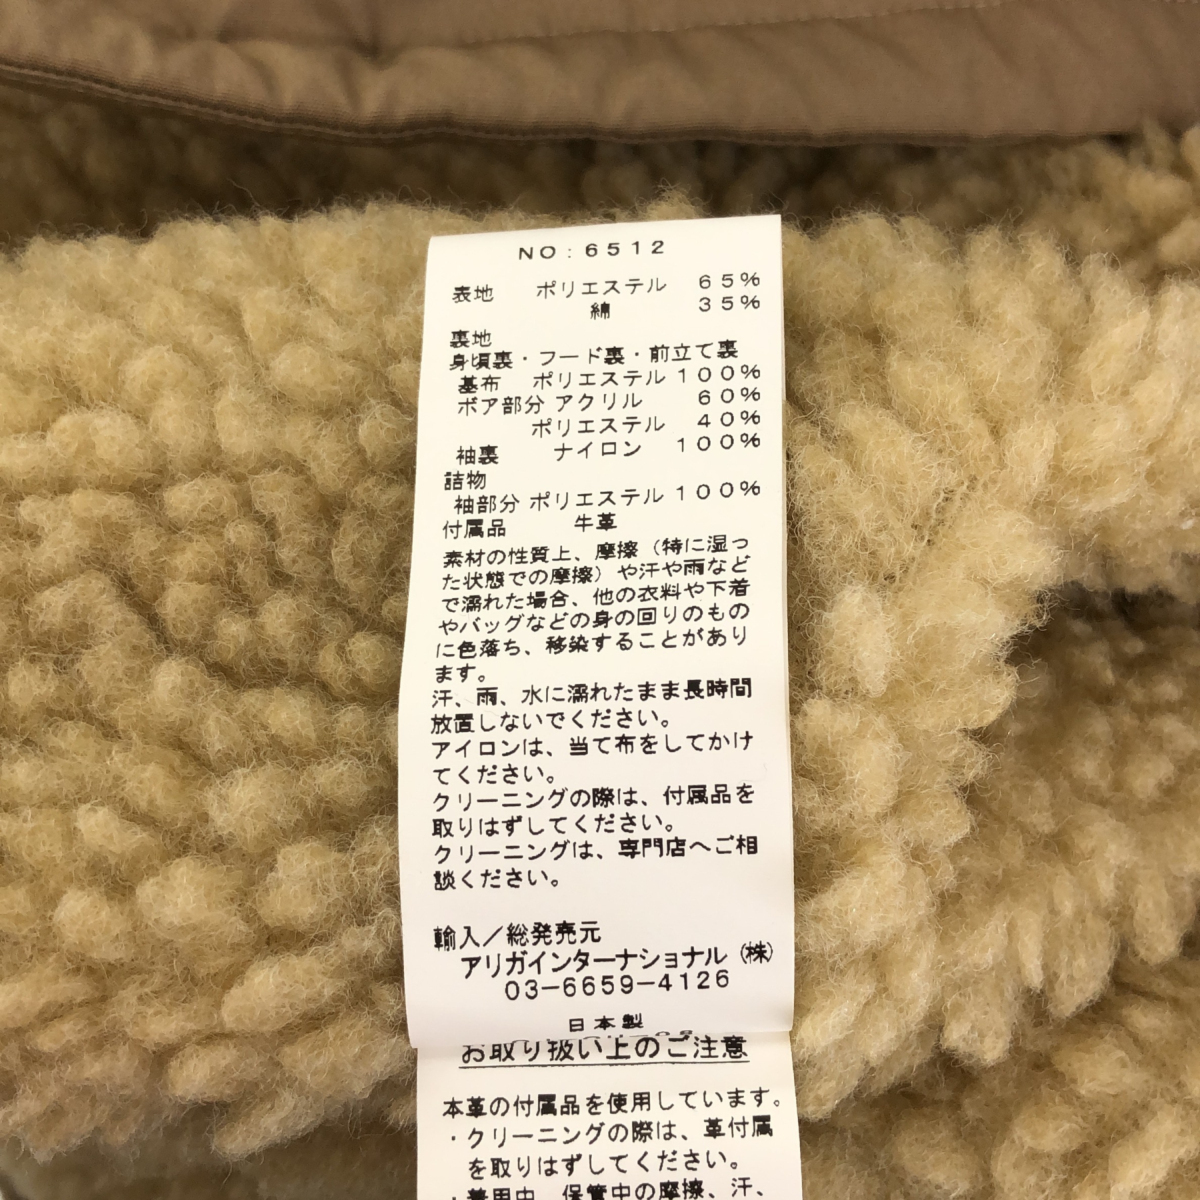 NO:6512
表地 ポリエステル 65%
綿 35%
裏地
身頃裏・フード裏・前立て裏
基布 ポリエステル 100%
ボア部分 アクリル 60%
ポリエステル 40%
袖裏 ナイロン 100%
詰物
袖部分 ポリエステル 100%
付属品 牛革
素材の性質上、摩擦(特に湿っ
た状態での摩擦)や汗や雨など
で濡れた場合、他の衣料や下着
やバッグなどの身の回りのもの
に色落ち、移染することがあり
ます。
汗、雨、水に濡れたまま長時間
放置しないでください。
アイロンは、当て布をしてかけ
てください。
クリーニングの際は、付属品を
取りはずしてください。
クリーニングは、専門店へご相
談ください。
輸入/総発売元
アリガインターナショナル(株)
03-6659-4126
日本製
お取り扱い上のご注意
本革の付属品を使用しています。
・クリーニングの際は、革付属
を取りはずしてください。
・着用中、保管中の摩擦、汗、